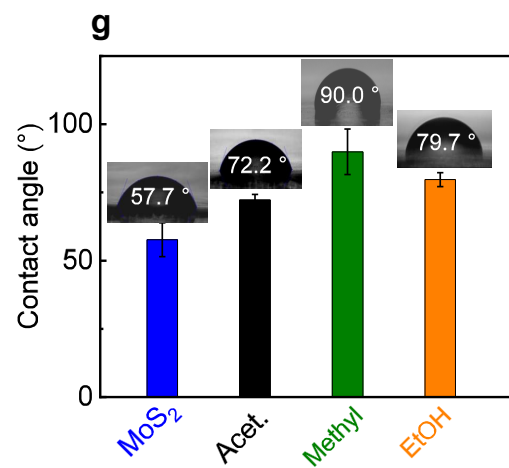 g
Contact angle (°)
100
50
0
57.7 °
72.2 °
90.0 °
79.7 °
MoS₂
Acet.
Methyl
EtOH